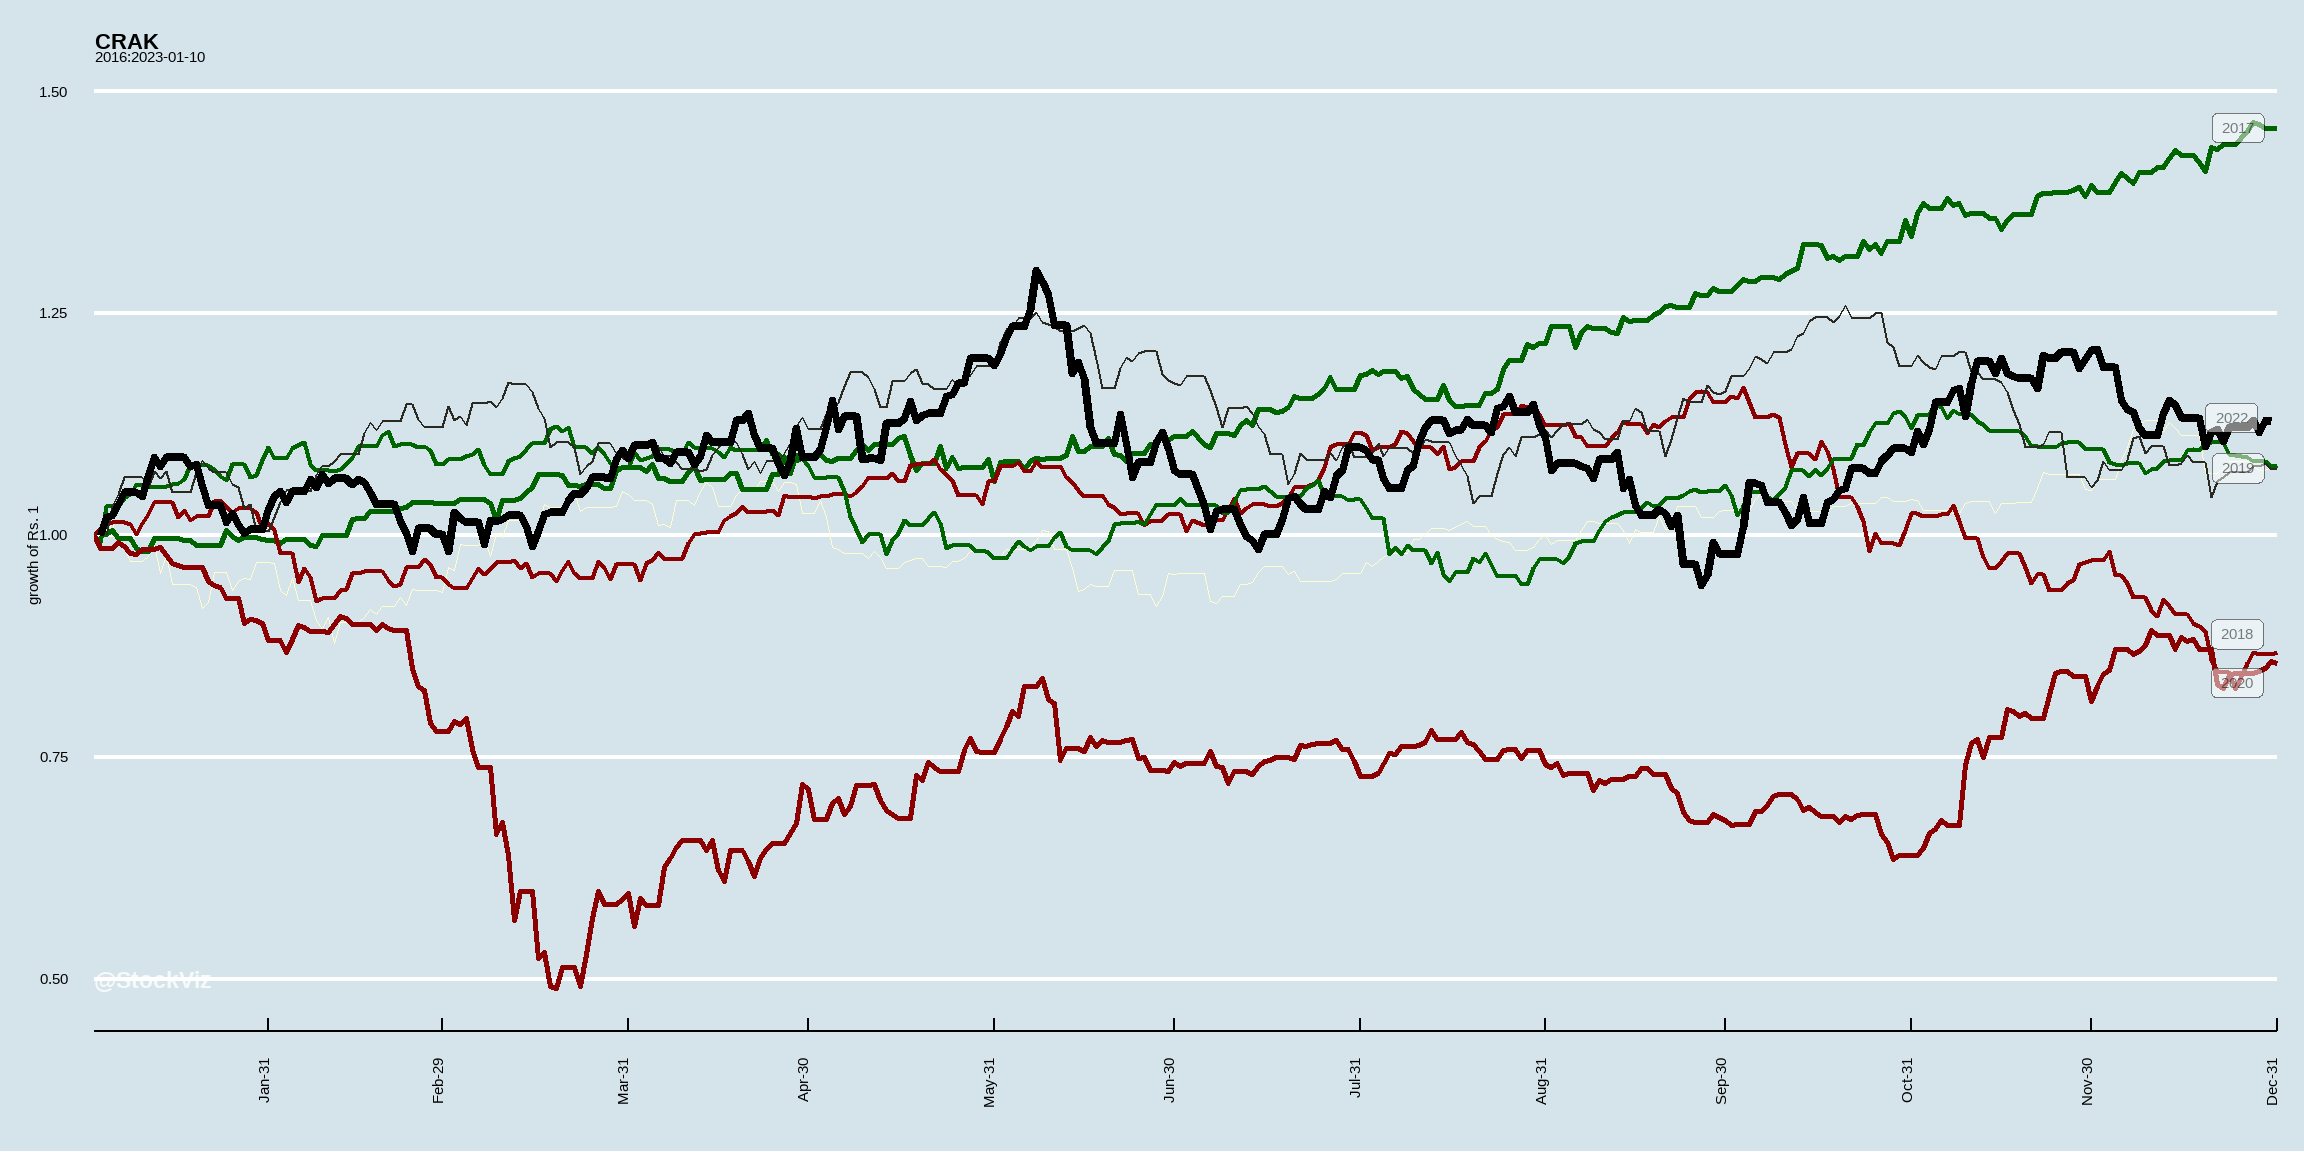 CRAK
2016:2023-01-10
1.50
1.25
1.00
0.75
0.50
growth of Rs. 1
2017
2022
2019
2018
2020
@StockViz
Jan-31
Feb-29
Mar-31
Apr-30
May-31
Jun-30
Jul-31
Aug-31
Sep-30
Oct-31
Nov-30
Dec-31